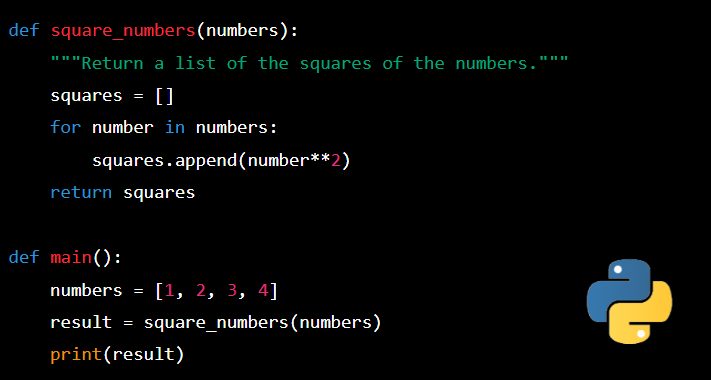 def square_numbers(numbers):
    """Return a list of the squares of the numbers."""
    squares = []
    for number in numbers:
        squares.append(number**2)
    return squares

def main():
    numbers = [1, 2, 3, 4]
    result = square_numbers(numbers)
    print(result)